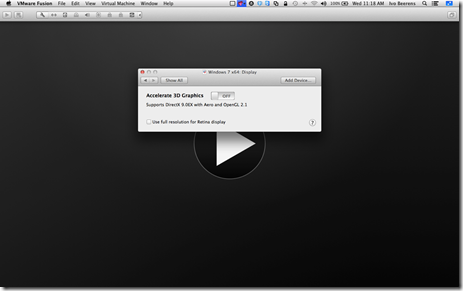 VMware Fusion File Edit View Virtual Machine Window Help Wed 11:18 AM Ivo Beerens
Windows 7 x64: Display
Show All Add Device...
Accelerate 3D Graphics OFF
Supports DirectX 9.0EX with Aero and OpenGL 2.1
Use full resolution for Retina display
?